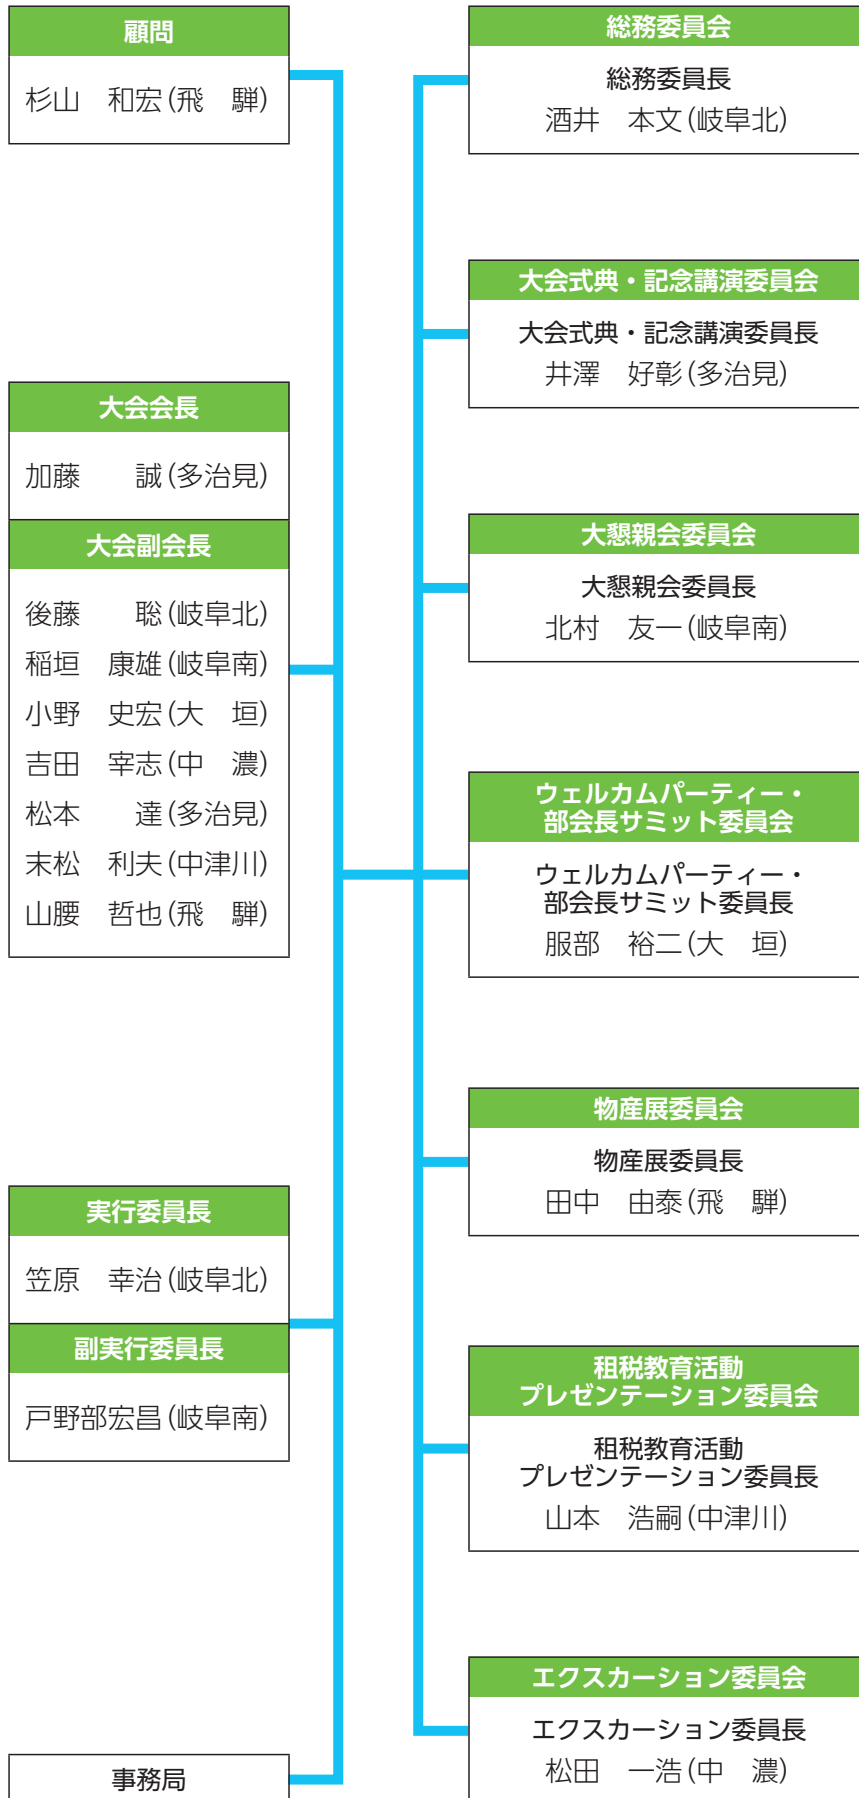 顧問
杉山　和宏(飛　騨)
大会会長
加藤　　誠(多治見)
大会副会長
後藤　　聡(岐阜北)
稲垣　康雄(岐阜南)
小野　史宏(大　垣)
吉田　宰志(中　濃)
松本　　達(多治見)
末松　利夫(中津川)
山腰　哲也(飛　騨)
実行委員長
笠原　幸治(岐阜北)
副実行委員長
戸野部宏昌(岐阜南)
事務局
総務委員会
総務委員長
酒井　本文(岐阜北)
大会式典・記念講演委員会
大会式典・記念講演委員長
井澤　好彰(多治見)
大懇親会委員会
大懇親会委員長
北村　友一(岐阜南)
ウェルカムパーティー・
部会長サミット委員会
ウェルカムパーティー・
部会長サミット委員長
服部　裕二(大　垣)
物産展委員会
物産展委員長
田中　由泰(飛　騨)
租税教育活動
プレゼンテーション委員会
租税教育活動
プレゼンテーション委員長
山本　浩嗣(中津川)
エクスカーション委員会
エクスカーション委員長
松田　一浩(中　濃)